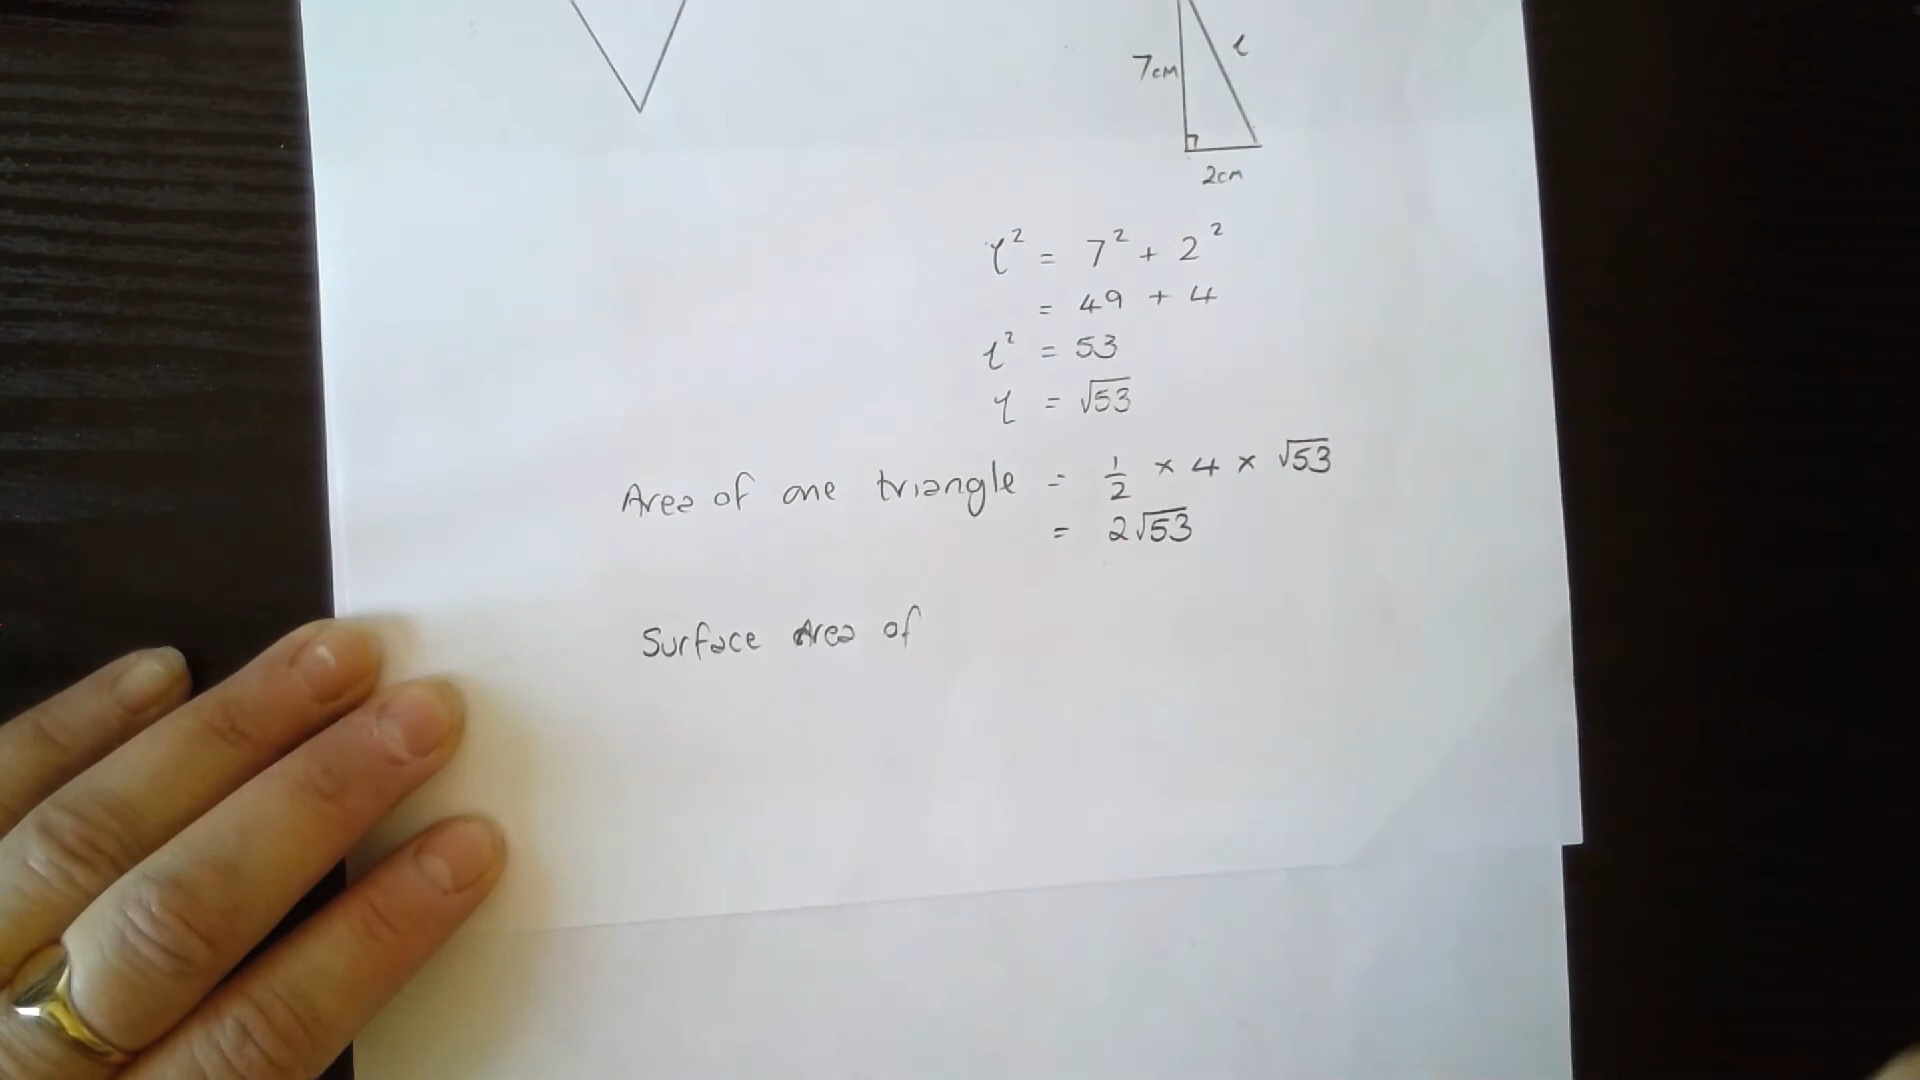 l
7cm
2cm
l² = 7² + 2²
= 49 + 4
l² = 53
l = √53
Area of one triangle = 1/2 × 4 × √53
= 2√53
Surface Area of